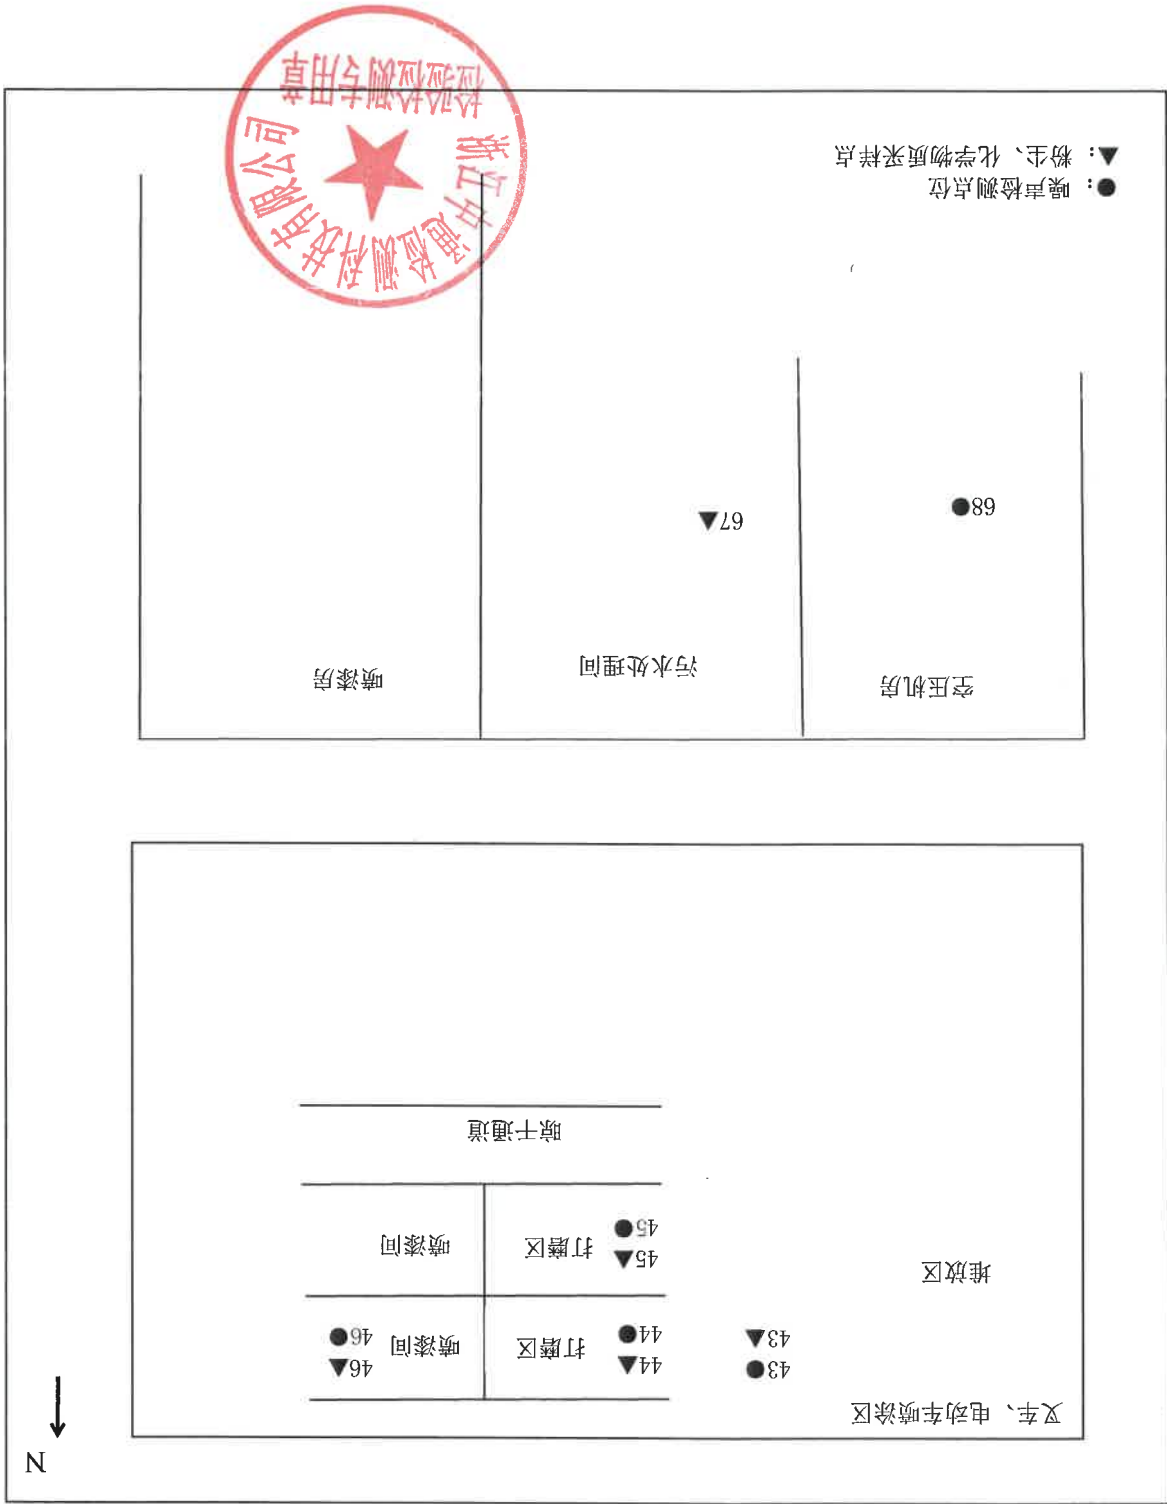 N
叉车、电动车喷涂区
43●
43▲
44▲
44●
打磨区
喷漆间
46▲
46●
堆放区
45▲
45●
打磨区
喷漆间
晾干通道
空压机房
污水处理间
喷漆房
68●
67▲
●：噪声检测点位
▲：粉尘、化学物质采样点
浙江中通检测科技有限公司
检验检测专用章